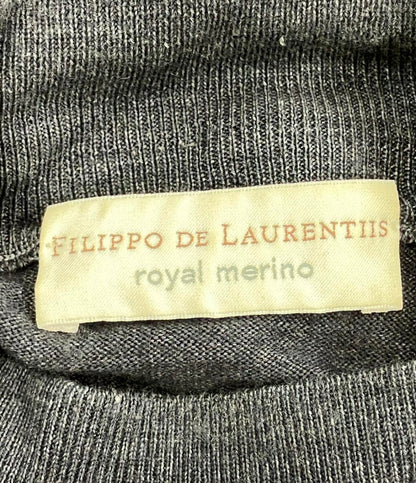 FILIPPO DE LAURENTIIS
royal merino